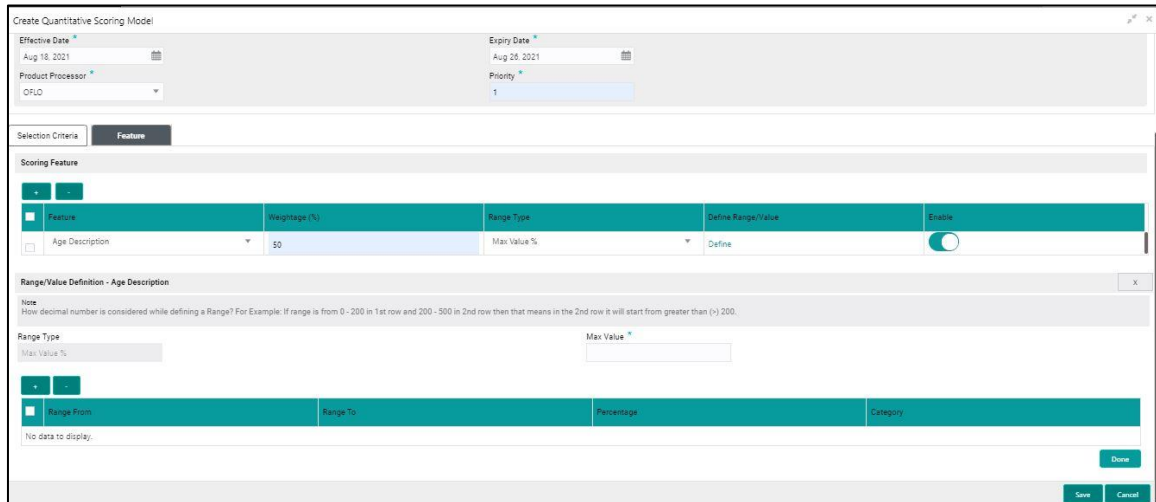 Create Quantitative Scoring Model
Effective Date *
Expiry Date *
Aug 18, 2021
Aug 26, 2021
Product Processor *
Priority *
OFLO
1
Selection Criteria
Feature
Scoring Feature
+ -
Feature Weightage (%) Range Type Define Range/Value Enable
Age Description 50 Max Value % Define
Range/Value Definition - Age Description
X
Note
How decimal number is considered while defining a Range? For Example: If range is from 0 - 200 in 1st row and 200 - 500 in 2nd row then that means in the 2nd row it will start from greater than (>) 200.
Range Type
Max Value *
Max Value %
+ -
Range From Range To Percentage Category
No data to display.
Done
Save Cancel